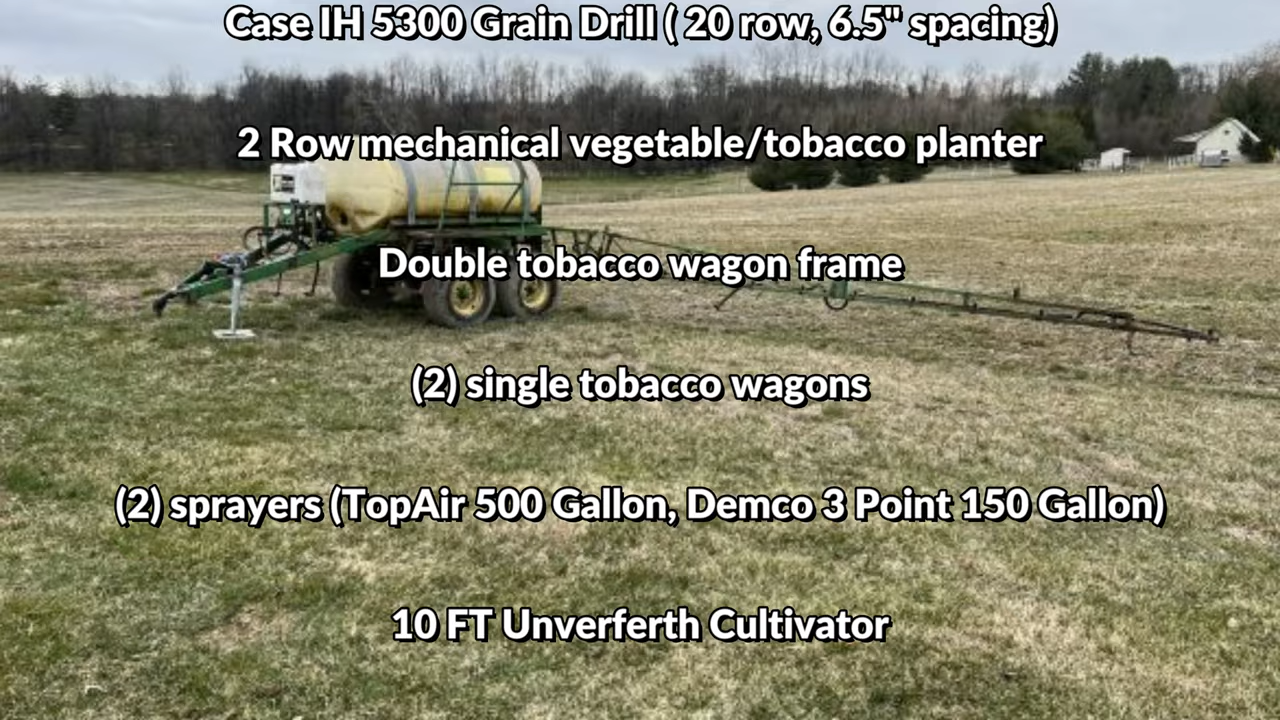 Case IH 5300 Grain Drill ( 20 row, 6.5" spacing)
2 Row mechanical vegetable/tobacco planter
Double tobacco wagon frame
(2) single tobacco wagons
(2) sprayers (TopAir 500 Gallon, Demco 3 Point 150 Gallon)
10 FT Unverferth Cultivator